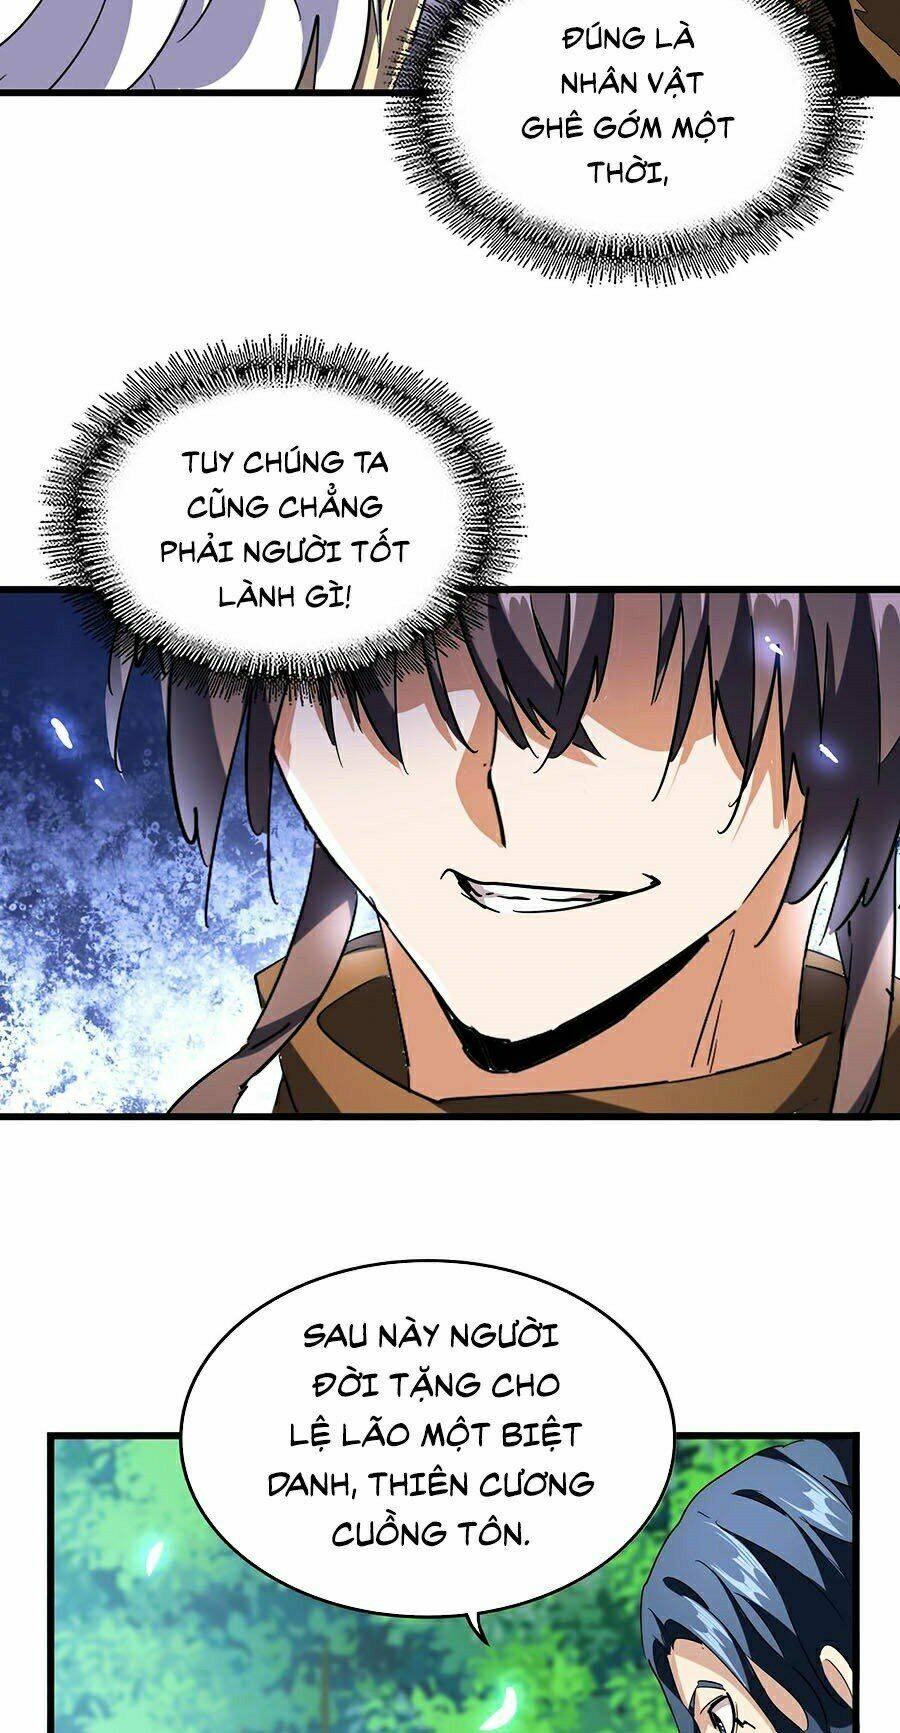 ĐÚNG LÀ
NHÂN VẬT
GHÊ GỚM MỘT
THỜI,
TUY CHÚNG TA
CŨNG CHẲNG
PHẢI NGƯỜI TỐT
LÀNH GÌ!
SAU NÀY NGƯỜI
ĐỜI TẶNG CHO
LỆ LÃO MỘT BIỆT
DANH, THIÊN CƯƠNG
CUỒNG TÔN.